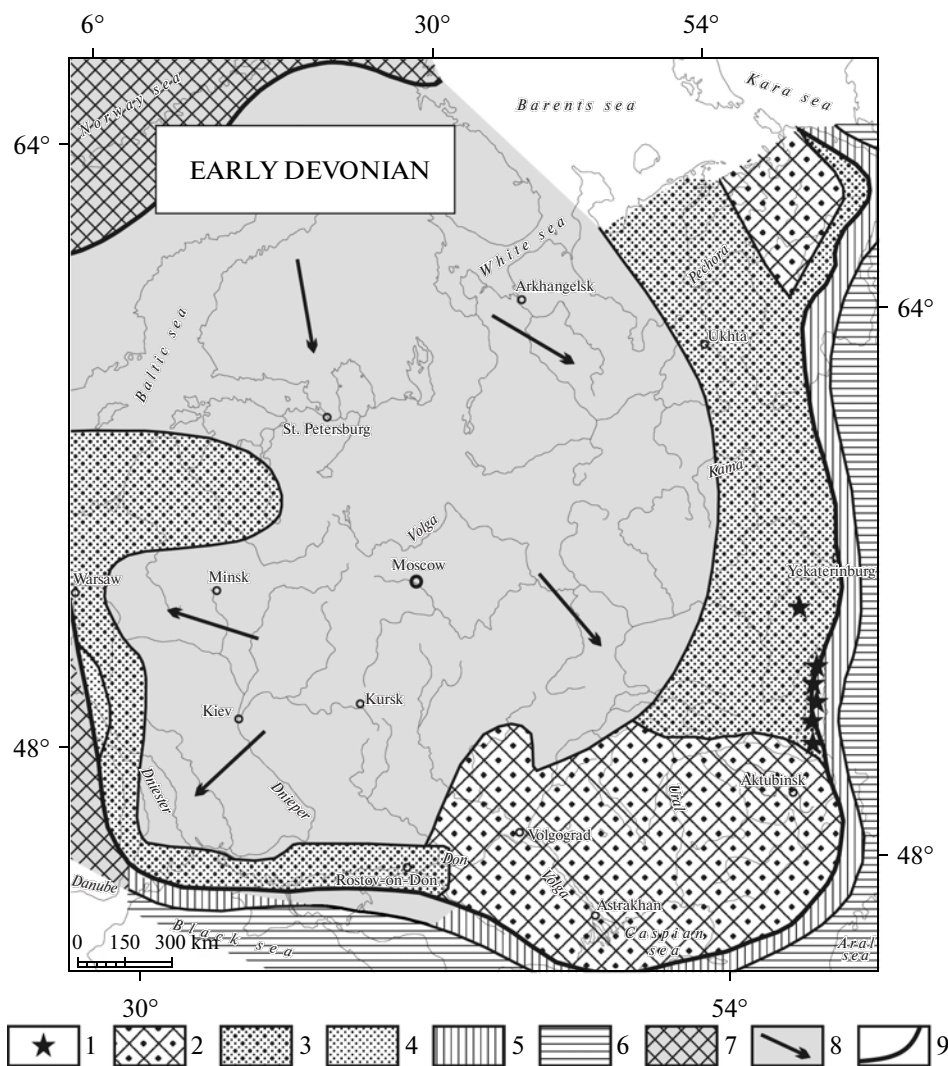 6° 30° 54°
Norway sea
Barents sea
Kara sea
64°
EARLY DEVONIAN
White sea
Pechora
Arkhangelsk
64°
Baltic sea
Ukhta
St. Petersburg
Kama
Volga
Warsaw
Minsk
Moscow
Yekaterinburg
Kiev
Kursk
48°
Dniester
Dnieper
Ural
Aktubinsk
Volgograd
Don
48°
Rostov-on-Don
Volga
Danube
Astrakhan
Black sea
Caspian
sea
Aral
sea
0 150 300 km
30° 54°
1 2 3 4 5 6 7 8 9